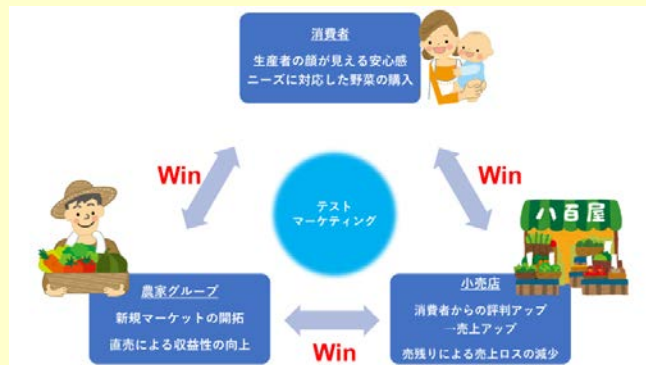 消費者
生産者の顔が見える安心感
ニーズに対応した野菜の購入
Win
Win
テスト
マーケティング
八百屋
農家グループ
新規マーケットの開拓
直売による収益性の向上
小売店
消費者からの評判アップ
→売上アップ
売残りによる売上ロスの減少
Win